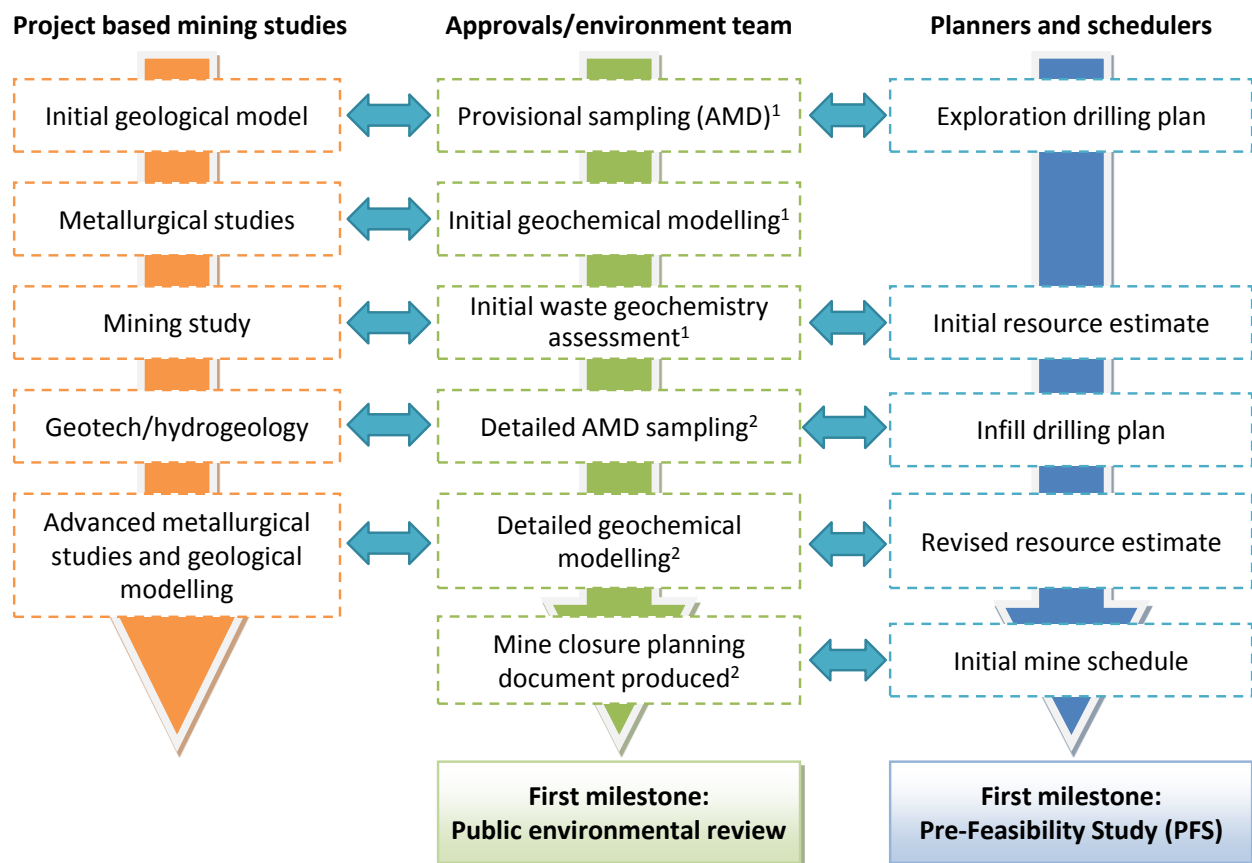 Project based mining studies
Approvals/environment team
Planners and schedulers
Initial geological model
Provisional sampling (AMD)¹
Exploration drilling plan
Metallurgical studies
Initial geochemical modelling¹
Mining study
Initial waste geochemistry
assessment¹
Initial resource estimate
Geotech/hydrogeology
Detailed AMD sampling²
Infill drilling plan
Advanced metallurgical
studies and geological
modelling
Detailed geochemical
modelling²
Revised resource estimate
Mine closure planning
document produced²
Initial mine schedule
First milestone:
Public environmental review
First milestone:
Pre-Feasibility Study (PFS)